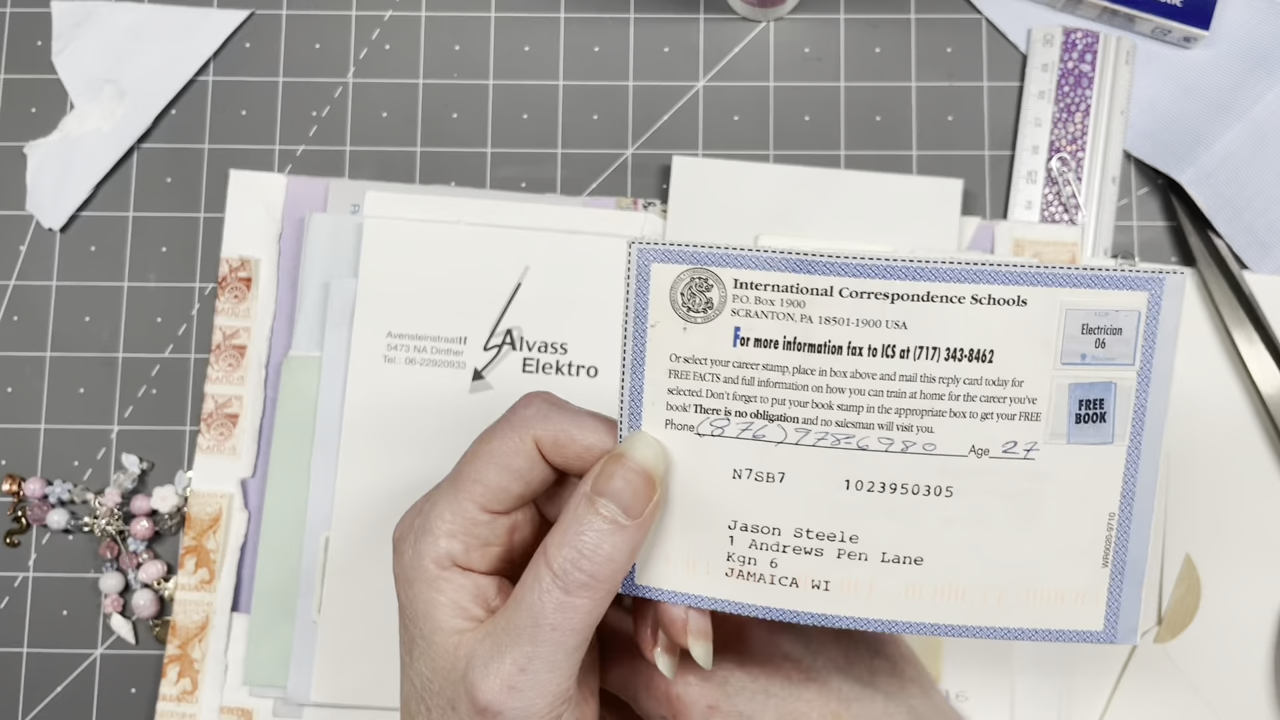 Avensteinstraat 11
5473 NA Dinther
Tel.: 06-22920933
Alvass
Elektro
International Correspondence Schools
P.O. Box 1900
SCRANTON, PA 18501-1900 USA
For more information fax to ICS at (717) 343-8462
Or select your career stamp, place in box above and mail this reply card today for
FREE FACTS and full information on how you can train at home for the career you've
selected. Don't forget to put your book stamp in the appropriate box to get your FREE
book! There is no obligation and no salesman will visit you.
Phone (876) 978-6980 Age 27
Electrician
06
FREE
BOOK
N7SB7 1023950305
Jason Steele
1 Andrews Pen Lane
Kgn 6
JAMAICA WI
WR0020-9710
30